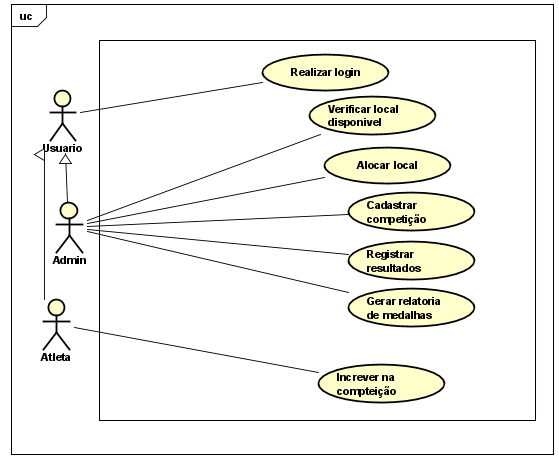 uc
Realizar login
Verificar local
disponivel
Usuario
Alocar local
Cadastrar
competição
Admin
Registrar
resultados
Gerar relatoria
de medalhas
Atleta
Increver na
compteição